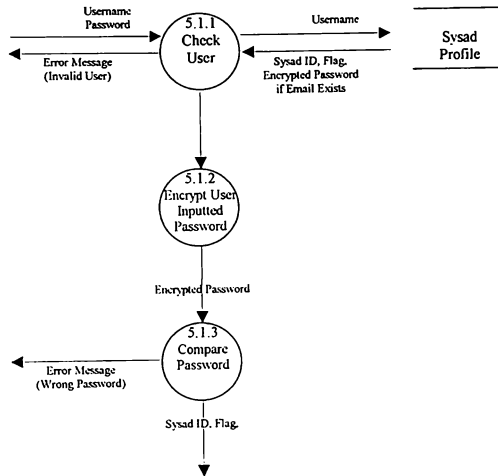 Username
Password
Error Message
(Invalid User)
5.1.1
Check
User
Username
Sysad ID, Flag,
Encrypted Password
if Email Exists
Sysad
Profile
5.1.2
Encrypt User
Inputted
Password
Encrypted Password
5.1.3
Compare
Password
Error Message
(Wrong Password)
Sysad ID, Flag,